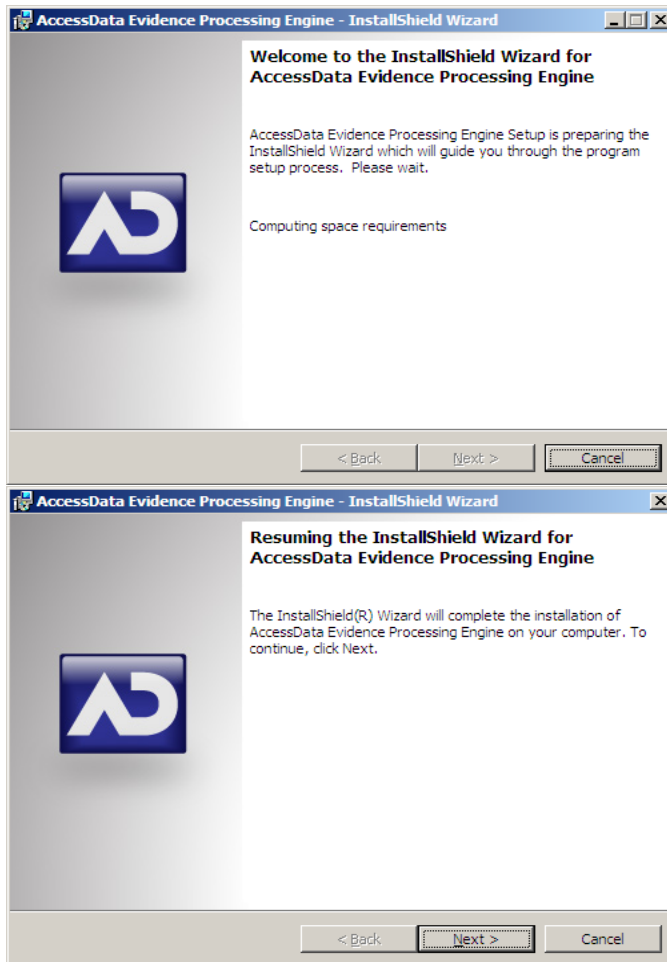 AccessData Evidence Processing Engine - InstallShield Wizard
Welcome to the InstallShield Wizard for
AccessData Evidence Processing Engine
AccessData Evidence Processing Engine Setup is preparing the
InstallShield Wizard which will guide you through the program
setup process. Please wait.
Computing space requirements
AD
< Back
Next >
Cancel
AccessData Evidence Processing Engine - InstallShield Wizard
Resuming the InstallShield Wizard for
AccessData Evidence Processing Engine
The InstallShield(R) Wizard will complete the installation of
AccessData Evidence Processing Engine on your computer. To
continue, click Next.
AD
< Back
Next >
Cancel